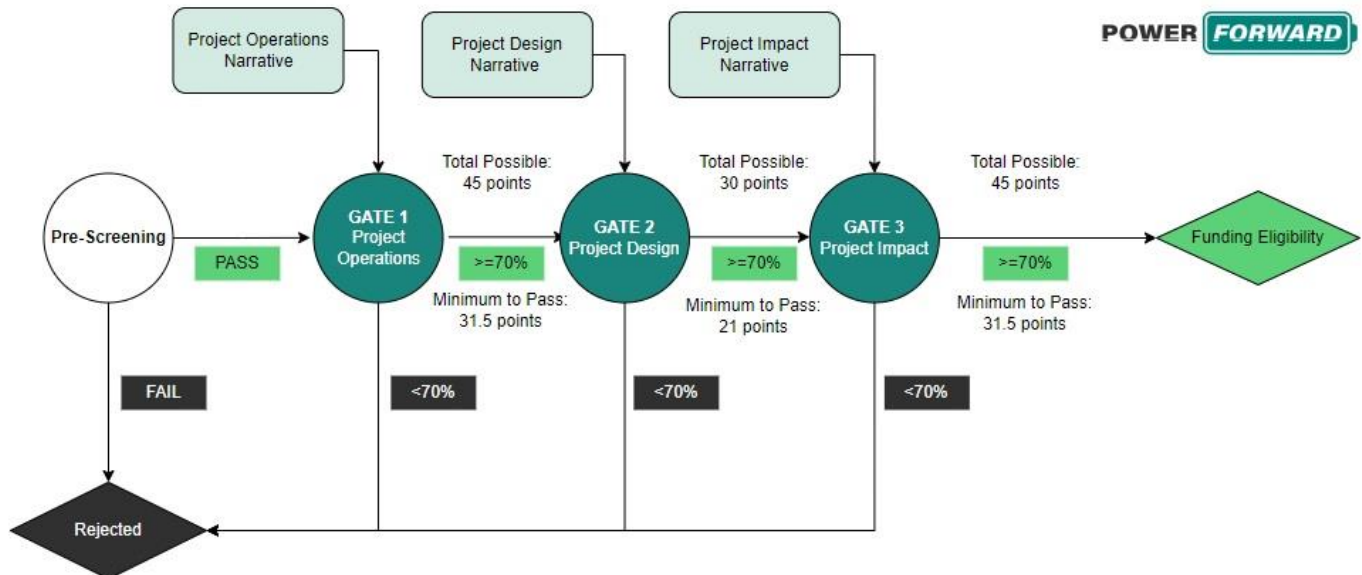 Project Operations
Narrative
Project Design
Narrative
Project Impact
Narrative
POWER FORWARD
Total Possible:
45 points
Total Possible:
30 points
Total Possible:
45 points
Pre-Screening
PASS
GATE 1
Project
Operations
>=70%
Minimum to Pass:
31.5 points
GATE 2
Project Design
>=70%
Minimum to Pass:
21 points
GATE 3
Project Impact
>=70%
Minimum to Pass:
31.5 points
Funding Eligibility
FAIL
<70%
<70%
<70%
Rejected